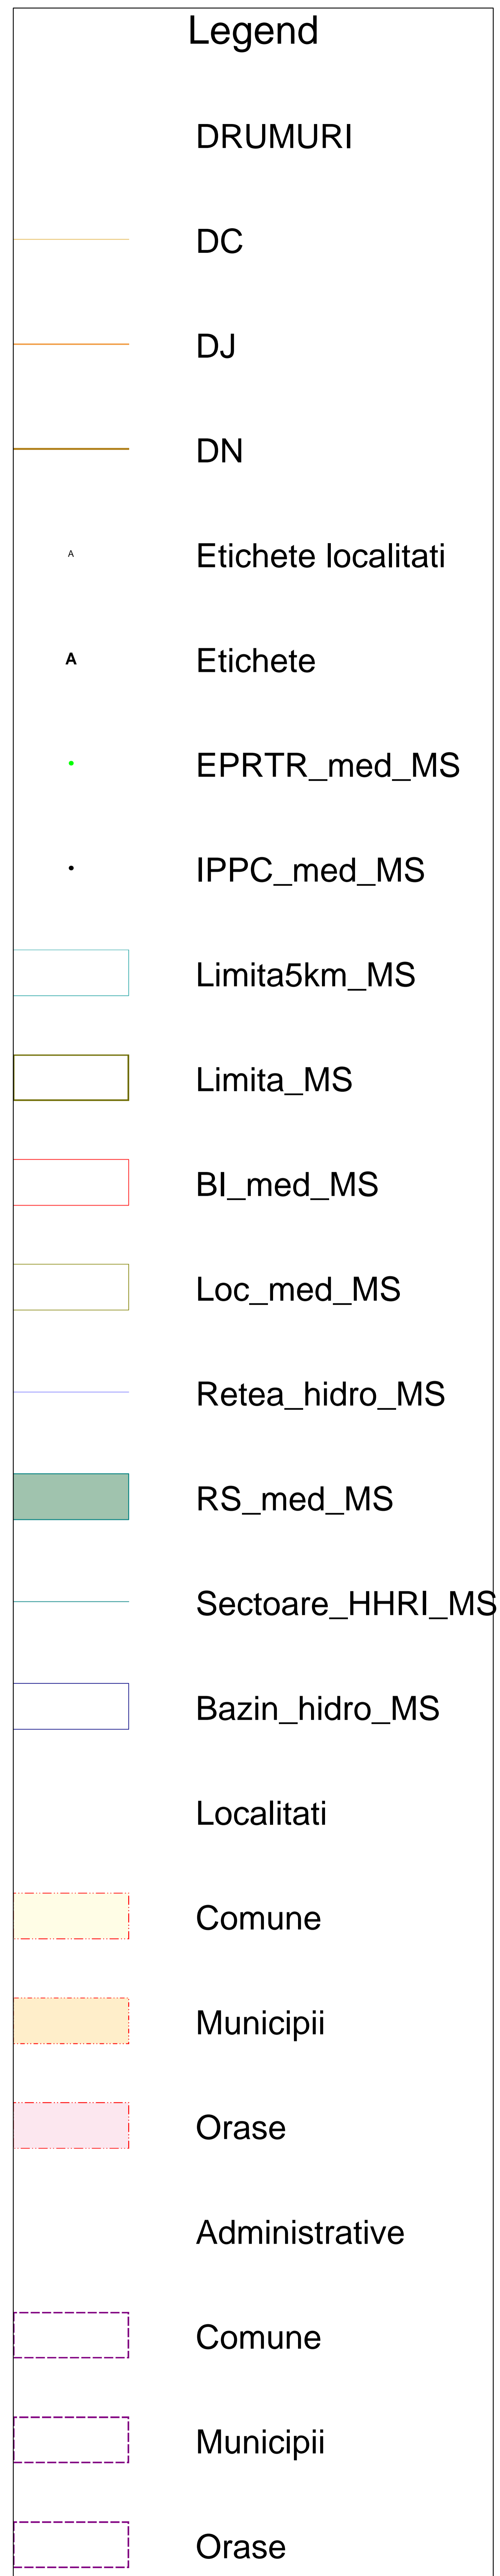 Legend
DRUMURI
DC
DJ
DN
A Etichete localitati
A Etichete
EPRTR_med_MS
IPPC_med_MS
Limita5km_MS
Limita_MS
BI_med_MS
Loc_med_MS
Retea_hidro_MS
RS_med_MS
Sectoare_HHRI_MS
Bazin_hidro_MS
Localitati
Comune
Municipii
Orase
Administrative
Comune
Municipii
Orase